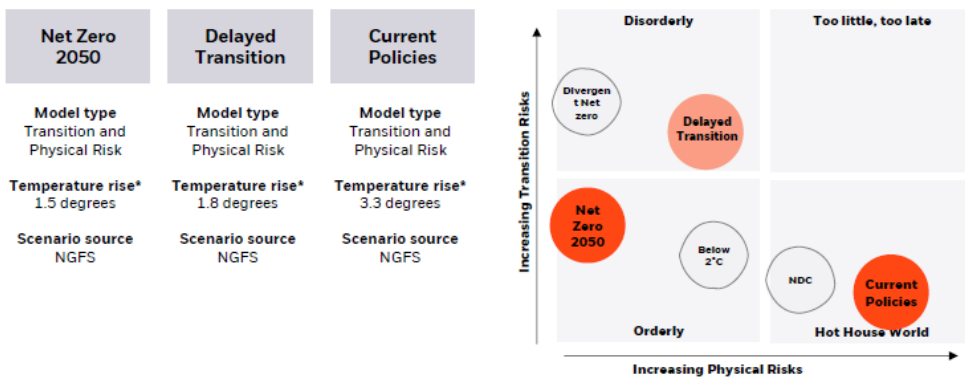 Net Zero
2050
Model type
Transition and
Physical Risk
Temperature rise*
1.5 degrees
Scenario source
NGFS
Delayed
Transition
Model type
Transition and
Physical Risk
Temperature rise*
1.8 degrees
Scenario source
NGFS
Current
Policies
Model type
Transition and
Physical Risk
Temperature rise*
3.3 degrees
Scenario source
NGFS
Increasing Transition Risks
Disorderly
Too little, too late
Divergen
t Net
zero
Delayed
Transition
Net
Zero
2050
Below
2°C
NDC
Current
Policies
Orderly
Hot House World
Increasing Physical Risks